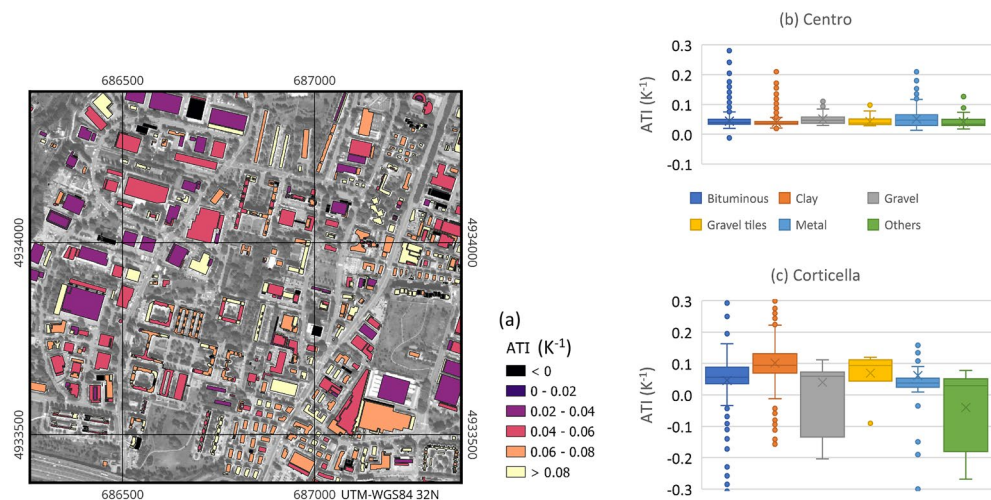 686500 687000
4934000 4934000
4933500 4933500
686500 687000 UTM-WGS84 32N
(a)
ATI (K⁻¹)
< 0
0 - 0.02
0.02 - 0.04
0.04 - 0.06
0.06 - 0.08
> 0.08
(b) Centro
ATI (K⁻¹)
0.3
0.2
0.1
0.0
-0.1
Bituminous Clay Gravel
Gravel tiles Metal Others
(c) Corticella
ATI (K⁻¹)
0.3
0.2
0.1
0.0
-0.1
-0.2
-0.3